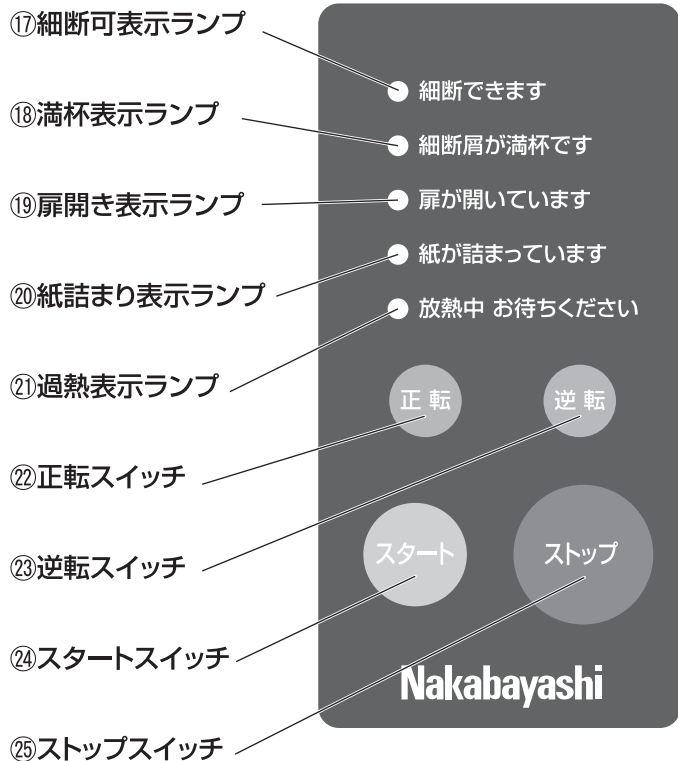 ⑰細断可表示ランプ
⑱満杯表示ランプ
⑲扉開き表示ランプ
⑳紙詰まり表示ランプ
㉑過熱表示ランプ
㉒正転スイッチ
㉓逆転スイッチ
㉔スタートスイッチ
㉕ストップスイッチ
細断できます
細断屑が満杯です
扉が開いています
紙が詰まっています
放熱中 お待ちください
正 転
逆 転
スタート
ストップ
Nakabayashi